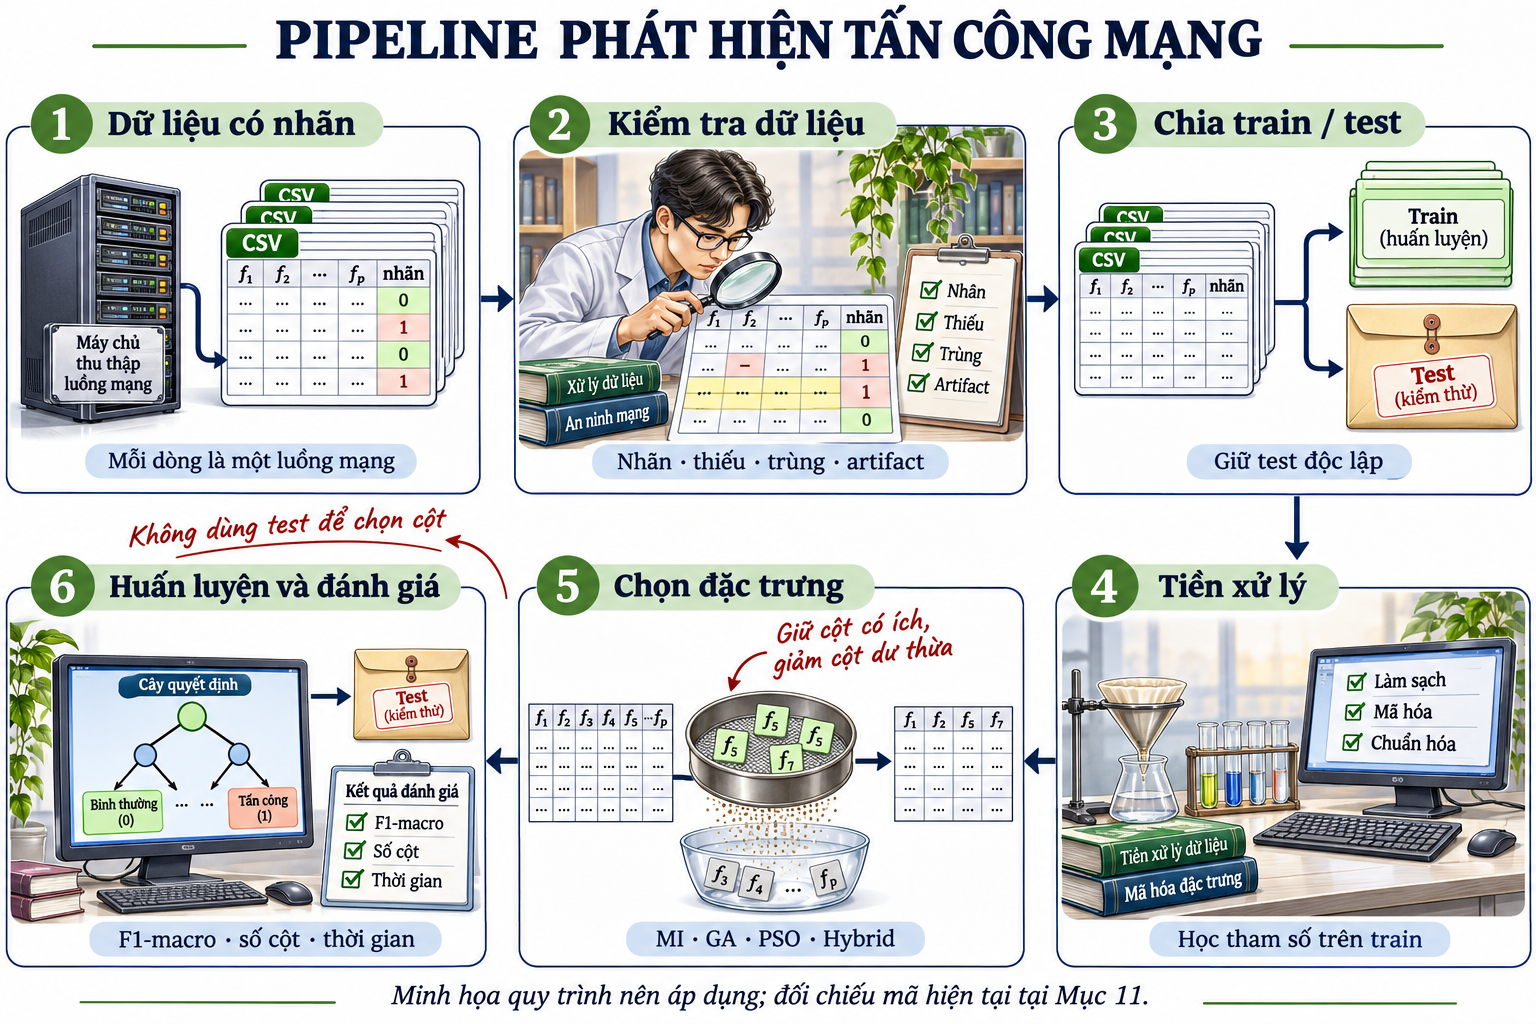 PIPELINE PHÁT HIỆN TẤN CÔNG MẠNG
1 Dữ liệu có nhãn
CSV
CSV
CSV
f1 f2 ... fp nhãn
... ... ... ... 0
... ... ... ... 1
... ... ... ... 0
... ... ... ... 1
Máy chủ
thu thập
luồng mạng
Mỗi dòng là một luồng mạng
2 Kiểm tra dữ liệu
f1 f2 ... fp nhãn
... ... ... ... 0
... – ... ... 1
... ... ... ... 1
... ... ... ... 0
Xử lý dữ liệu
An ninh mạng
Nhân
Thiếu
Trùng
Artifact
Nhãn · thiếu · trùng · artifact
3 Chia train / test
CSV
CSV
CSV
f1 f2 ... fp nhãn
... ... ... ... ...
... ... ... ... ...
... ... ... ... ...
Train
(huấn luyện)
Test
(kiểm thử)
Giữ test độc lập
Không dùng test để chọn cột
6 Huấn luyện và đánh giá
Cây quyết định
Bình thường
(0)
... ...
Tấn công
(1)
Test
(kiểm thử)
Kết quả đánh giá
F1-macro
Số cột
Thời gian
F1-macro · số cột · thời gian
5 Chọn đặc trưng
Giữ cột có ích,
giảm cột dư thừa
f1 f2 f3 f4 f5 ... fp
... ... ... ... ... ...
... ... ... ... ... ...
... ... ... ... ... ...
f5 f5 f5 f7
f3 f4 ... fp
f1 f2 f5 f7
... ... ... ...
... ... ... ...
... ... ... ...
MI · GA · PSO · Hybrid
4 Tiền xử lý
Làm sạch
Mã hóa
Chuẩn hóa
Tiền xử lý dữ liệu
Mã hóa đặc trưng
Học tham số trên train
Minh họa quy trình nên áp dụng; đối chiếu mã hiện tại tại Mục 11.